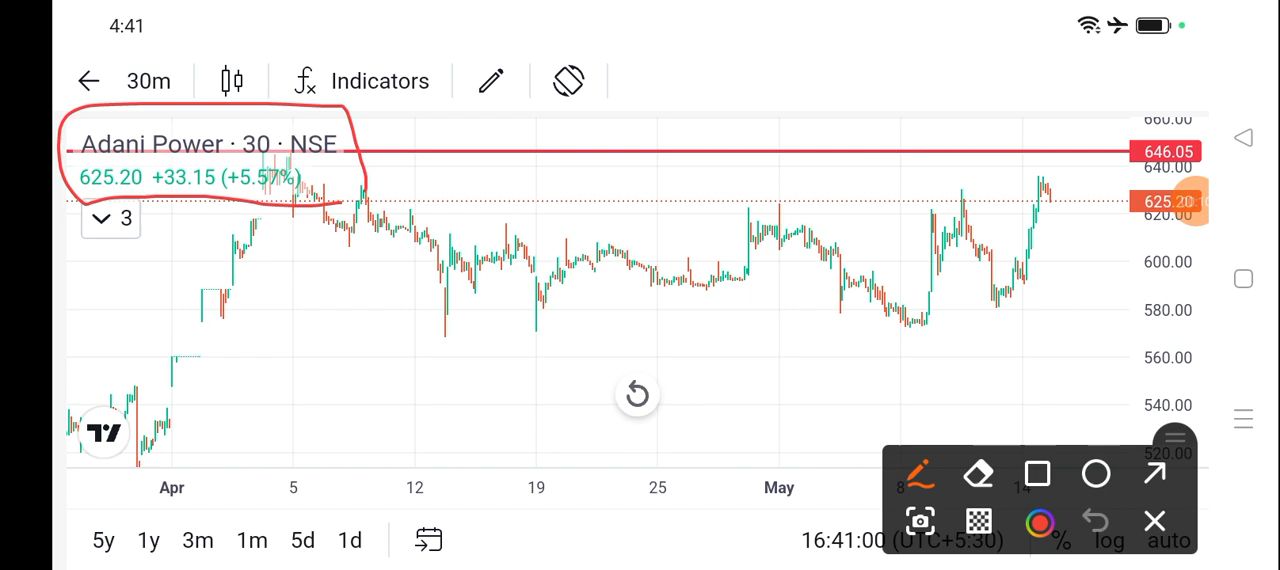 4:41
30m
Indicators
Adani Power · 30 · NSE
625.20 +33.15 (+5.57%)
3
660.00
646.05
640.00
625.20
620.00
600.00
580.00
560.00
540.00
520.00
Apr 5 12 19 25 May 8 14
5y 1y 3m 1m 5d 1d
16:41:00 (UTC+5:30) % log auto